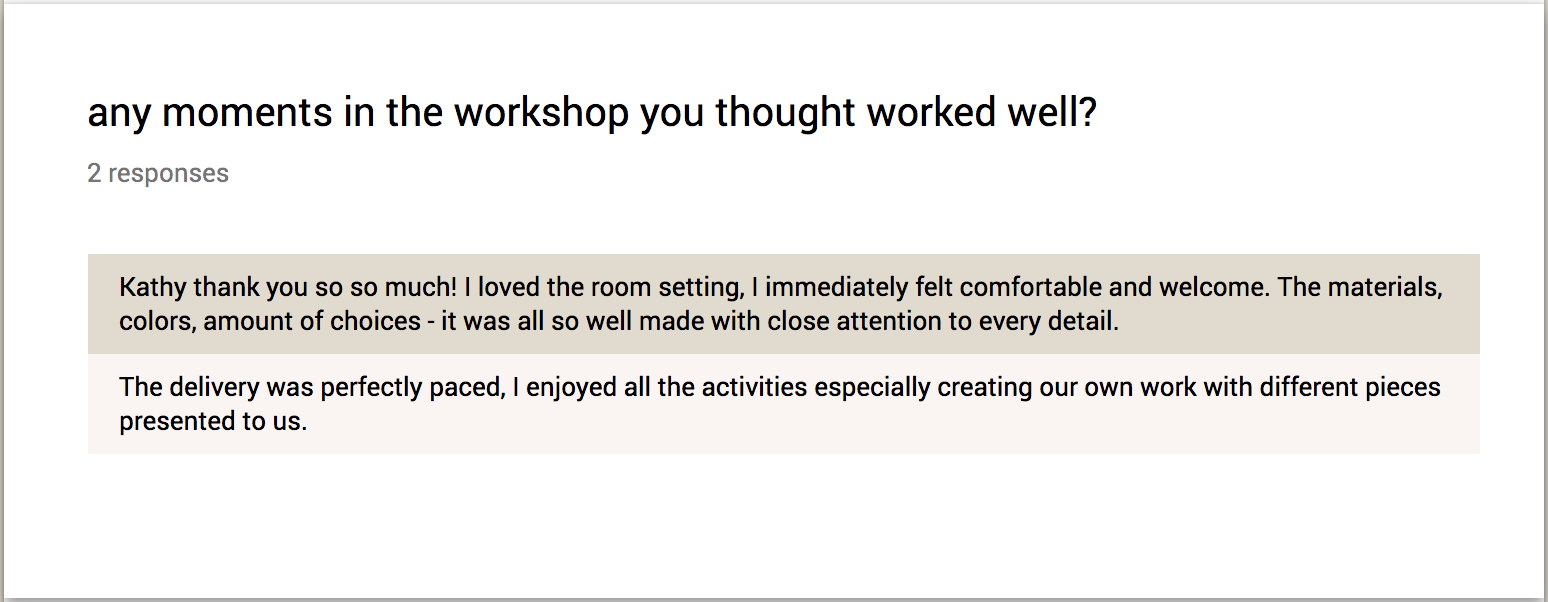 any moments in the workshop you thought worked well?
2 responses
Kathy thank you so so much! I loved the room setting, I immediately felt comfortable and welcome. The materials,
colors, amount of choices - it was all so well made with close attention to every detail.
The delivery was perfectly paced, I enjoyed all the activities especially creating our own work with different pieces
presented to us.